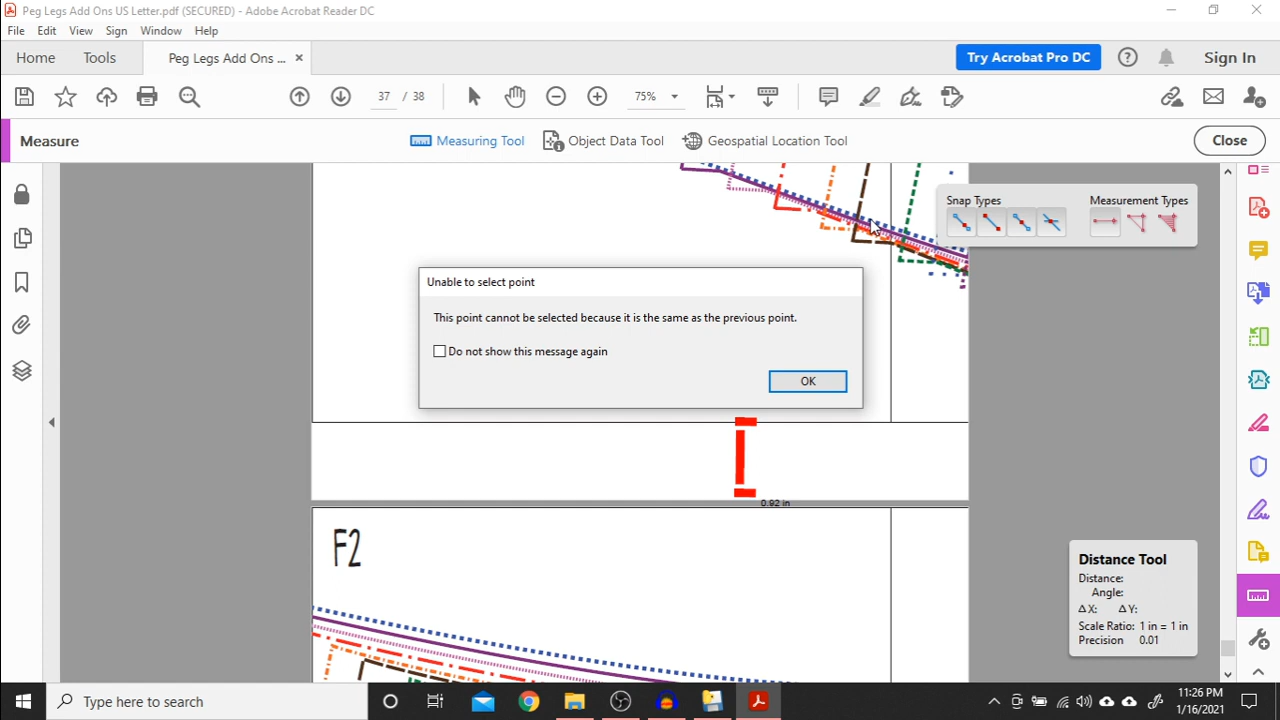 Peg Legs Add Ons US Letter.pdf (SECURED) - Adobe Acrobat Reader DC
File Edit View Sign Window Help
Home Tools Peg Legs Add Ons ... Try Acrobat Pro DC Sign In
37 / 38 75%
Measure Measuring Tool Object Data Tool Geospatial Location Tool Close
Snap Types Measurement Types
Unable to select point
This point cannot be selected because it is the same as the previous point.
Do not show this message again
OK
0.92 in
F2
Distance Tool
Distance:
Angle:
Δ X: Δ Y:
Scale Ratio: 1 in = 1 in
Precision 0.01
Type here to search
11:26 PM
1/16/2021